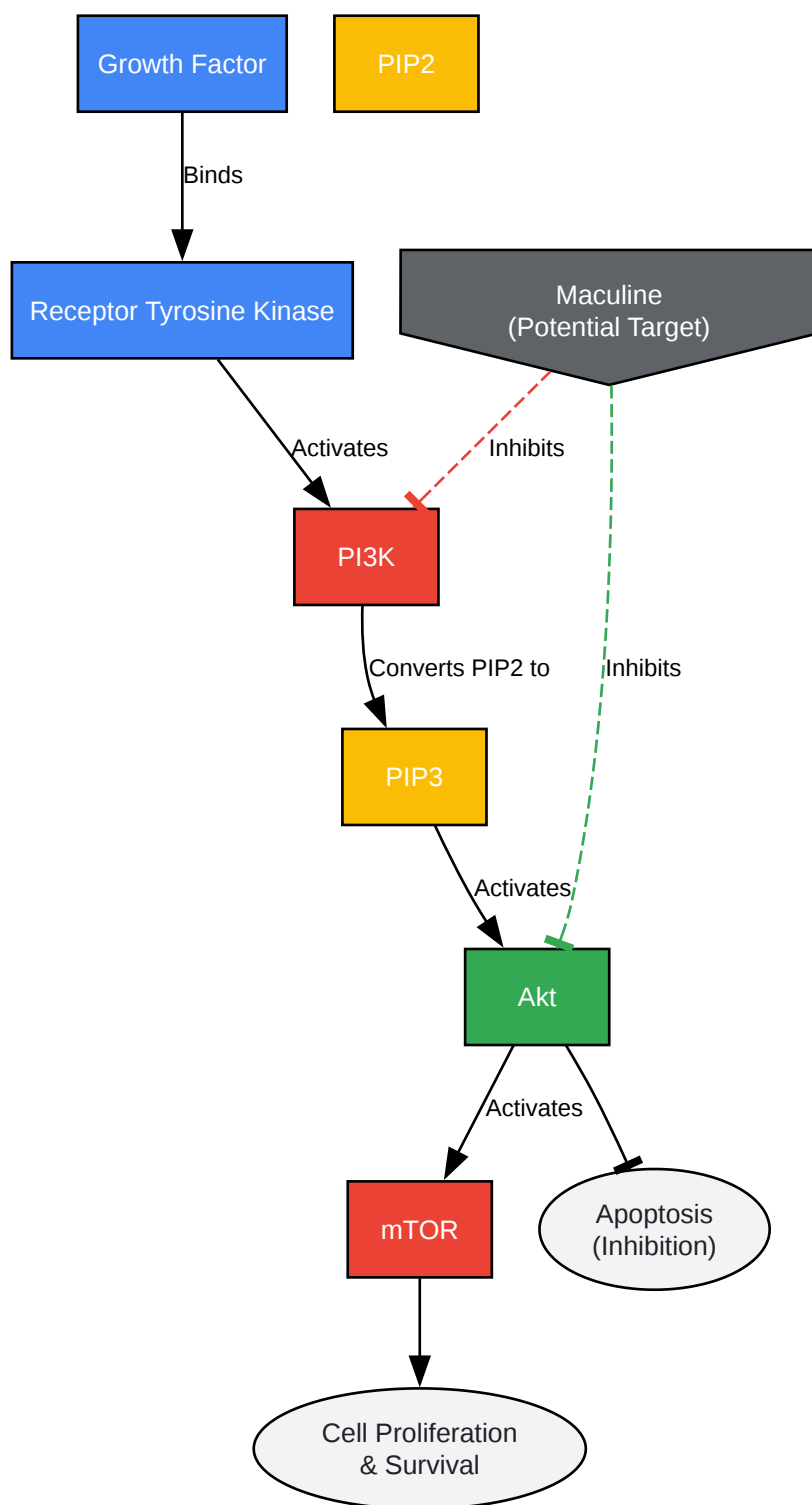 Growth Factor
PIP2
Binds
Receptor Tyrosine Kinase
Maculine
(Potential Target)
Activates
Inhibits
PI3K
Converts PIP2 to
Inhibits
PIP3
Activates
Akt
Activates
mTOR
Apoptosis
(Inhibition)
Cell Proliferation
& Survival